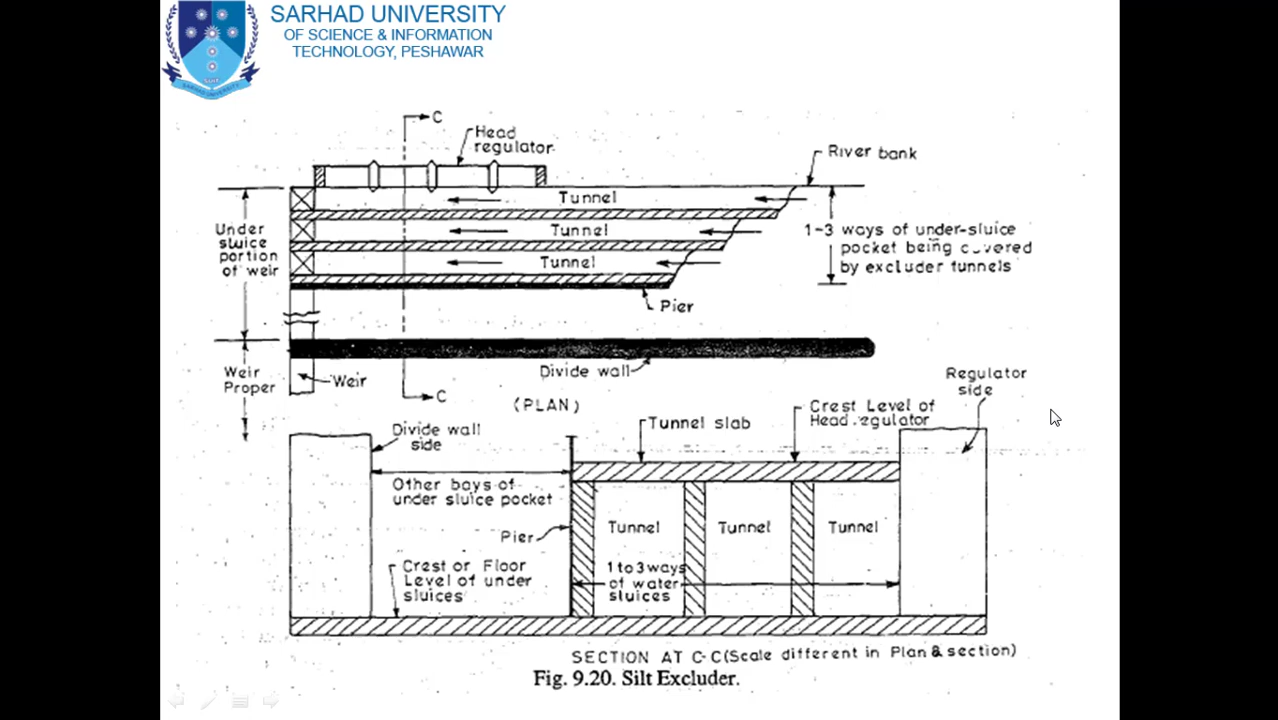 SARHAD UNIVERSITY
OF SCIENCE & INFORMATION
TECHNOLOGY, PESHAWAR
SARHAD UNIVERSITY
C
Head
regulator
River bank
Tunnel
Tunnel
Tunnel
Under
sluice
portion
of weir
1-3 ways of under-sluice
pocket being covered
by excluder tunnels
Pier
Divide wall
Weir
Proper
Weir
C
(PLAN)
Regulator
side
Divide wall
side
Tunnel slab
Crest Level of
Head regulator
Other bays of
under sluice pocket
Pier
Tunnel
Tunnel
Tunnel
Crest or Floor
Level of under
sluices
1 to 3 ways
of water
sluices
SECTION AT C-C (Scale different in Plan & section)
Fig. 9.20. Silt Excluder.